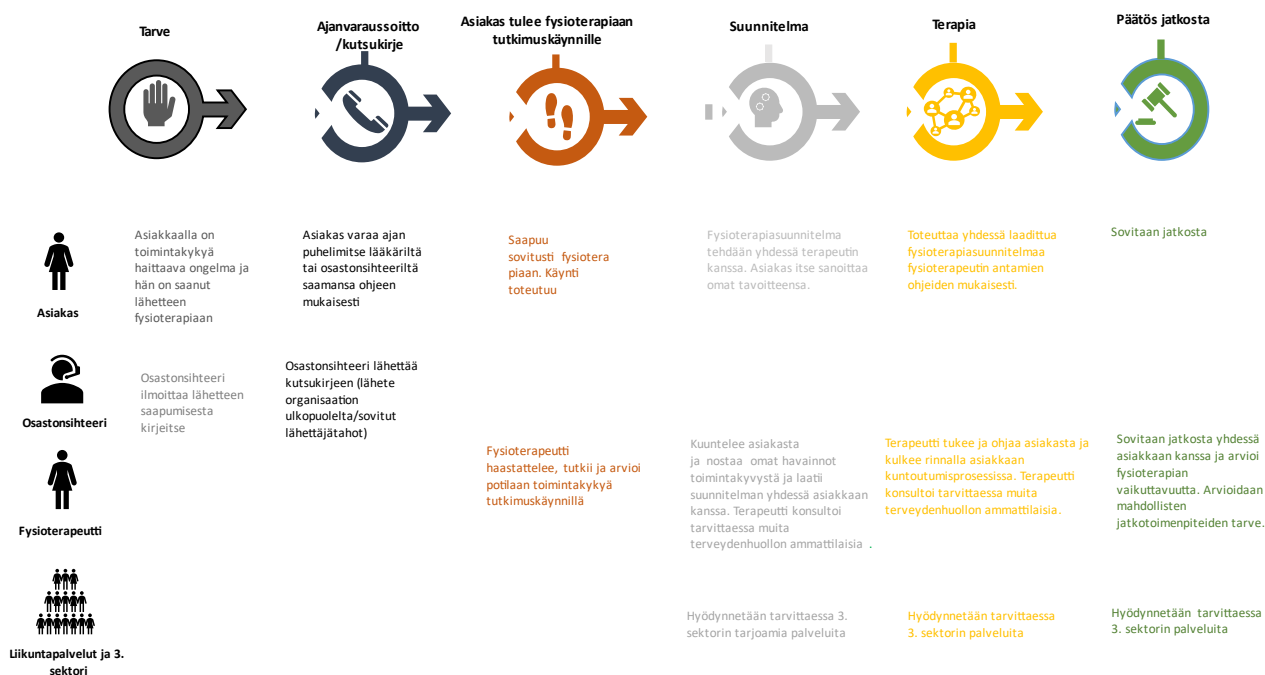 Tarve
Ajanvaraussoitto
/kutsukirje
Asiakas tulee fysioterapiaan
tutkimuskäynnille
Suunnitelma
Terapia
Päätös jatkosta
Asiakas
Asiakkaalla on
toimintakykyä
haittaava ongelma ja
hän on saanut
lähetteen
fysioterapiaan
Asiakas varaa ajan
puhelimitse lääkäriltä
tai osastonsihteeriltä
saamansa ohjeen
mukaisesti
Saapuu
sovitusti fysiotera
piaan. Käynti
toteutuu
Fysioterapiasuunnitelma
tehdään yhdessä terapeutin
kanssa. Asiakas itse sanoittaa
omat tavoitteensa.
Toteuttaa yhdessä laadittua
fysioterapiasuunnitelmaa
fysioterapeutin antamien
ohjeiden mukaisesti.
Sovitaan jatkosta
Osastonsihteeri
Osastonsihteeri
ilmoittaa lähetteen
saapumisesta
kirjeitse
Osastonsihteeri lähettää
kutsukirjeen (lähete
organisaation
ulkopuolelta/sovitut
lähettäjätahot)
Fysioterapeutti
Fysioterapeutti
haastattelee, tutkii ja arvioi
potilaan toimintakykyä
tutkimuskäynnillä
Kuuntelee asiakasta
ja nostaa omat havainnot
toimintakyvystä ja laatii
suunnitelman yhdessä asiakkaan
kanssa. Terapeutti konsultoi
tarvittaessa muita
terveydenhuollon ammattilaisia .
Terapeutti tukee ja ohjaa asiakasta ja
kulkee rinnalla asiakkaan
kuntoutumisprosessissa. Terapeutti
konsultoi tarvittaessa muita
terveydenhuollon ammattilaisia.
Sovitaan jatkosta yhdessä
asiakkaan kanssa ja arvioi
fysioterapian
vaikuttavuutta. Arvioidaan
mahdollisten
jatkotoimenpiteiden tarve.
Liikuntapalvelut ja 3.
sektori
Hyödynnetään tarvittaessa 3.
sektorin tarjoamia palveluita
Hyödynnetään tarvittaessa
3. sektorin palveluita
Hyödynnetään tarvittaessa
3. sektorin palveluita